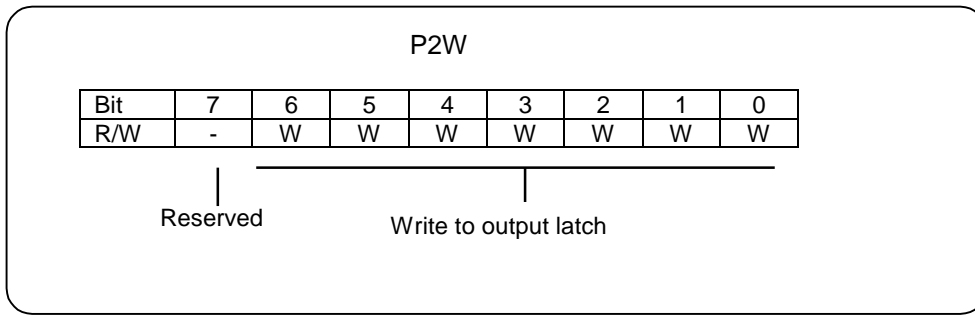 P2W
Bit 7 6 5 4 3 2 1 0
R/W - W W W W W W W
Reserved
Write to output latch